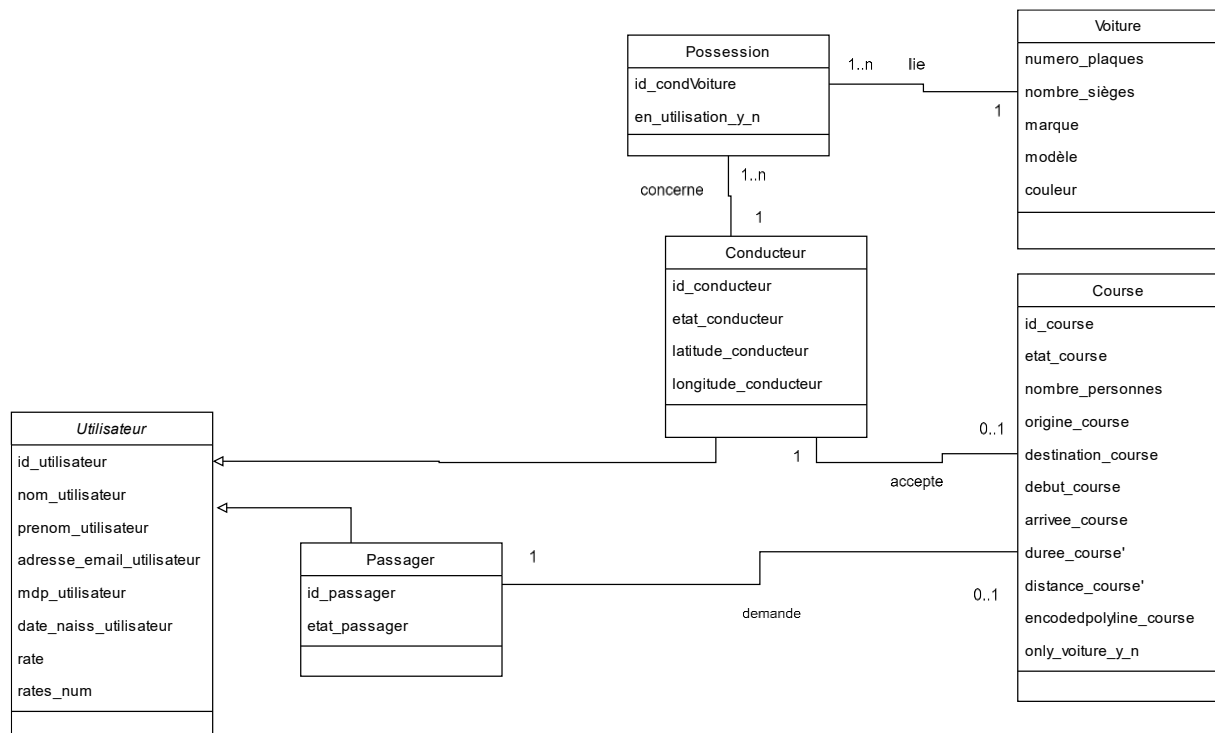 Possession
id_condVoiture
en_utilisation_y_n
1..n
lie
1
Voiture
numero_plaques
nombre_sièges
marque
modèle
couleur
concerne
1..n
1
Conducteur
id_conducteur
etat_conducteur
latitude_conducteur
longitude_conducteur
Course
id_course
etat_course
nombre_personnes
origine_course
destination_course
debut_course
arrivee_course
duree_course'
distance_course'
encodedpolyline_course
only_voiture_y_n
0..1
1
accepte
Utilisateur
id_utilisateur
nom_utilisateur
prenom_utilisateur
adresse_email_utilisateur
mdp_utilisateur
date_naiss_utilisateur
rate
rates_num
Passager
id_passager
etat_passager
1
demande
0..1